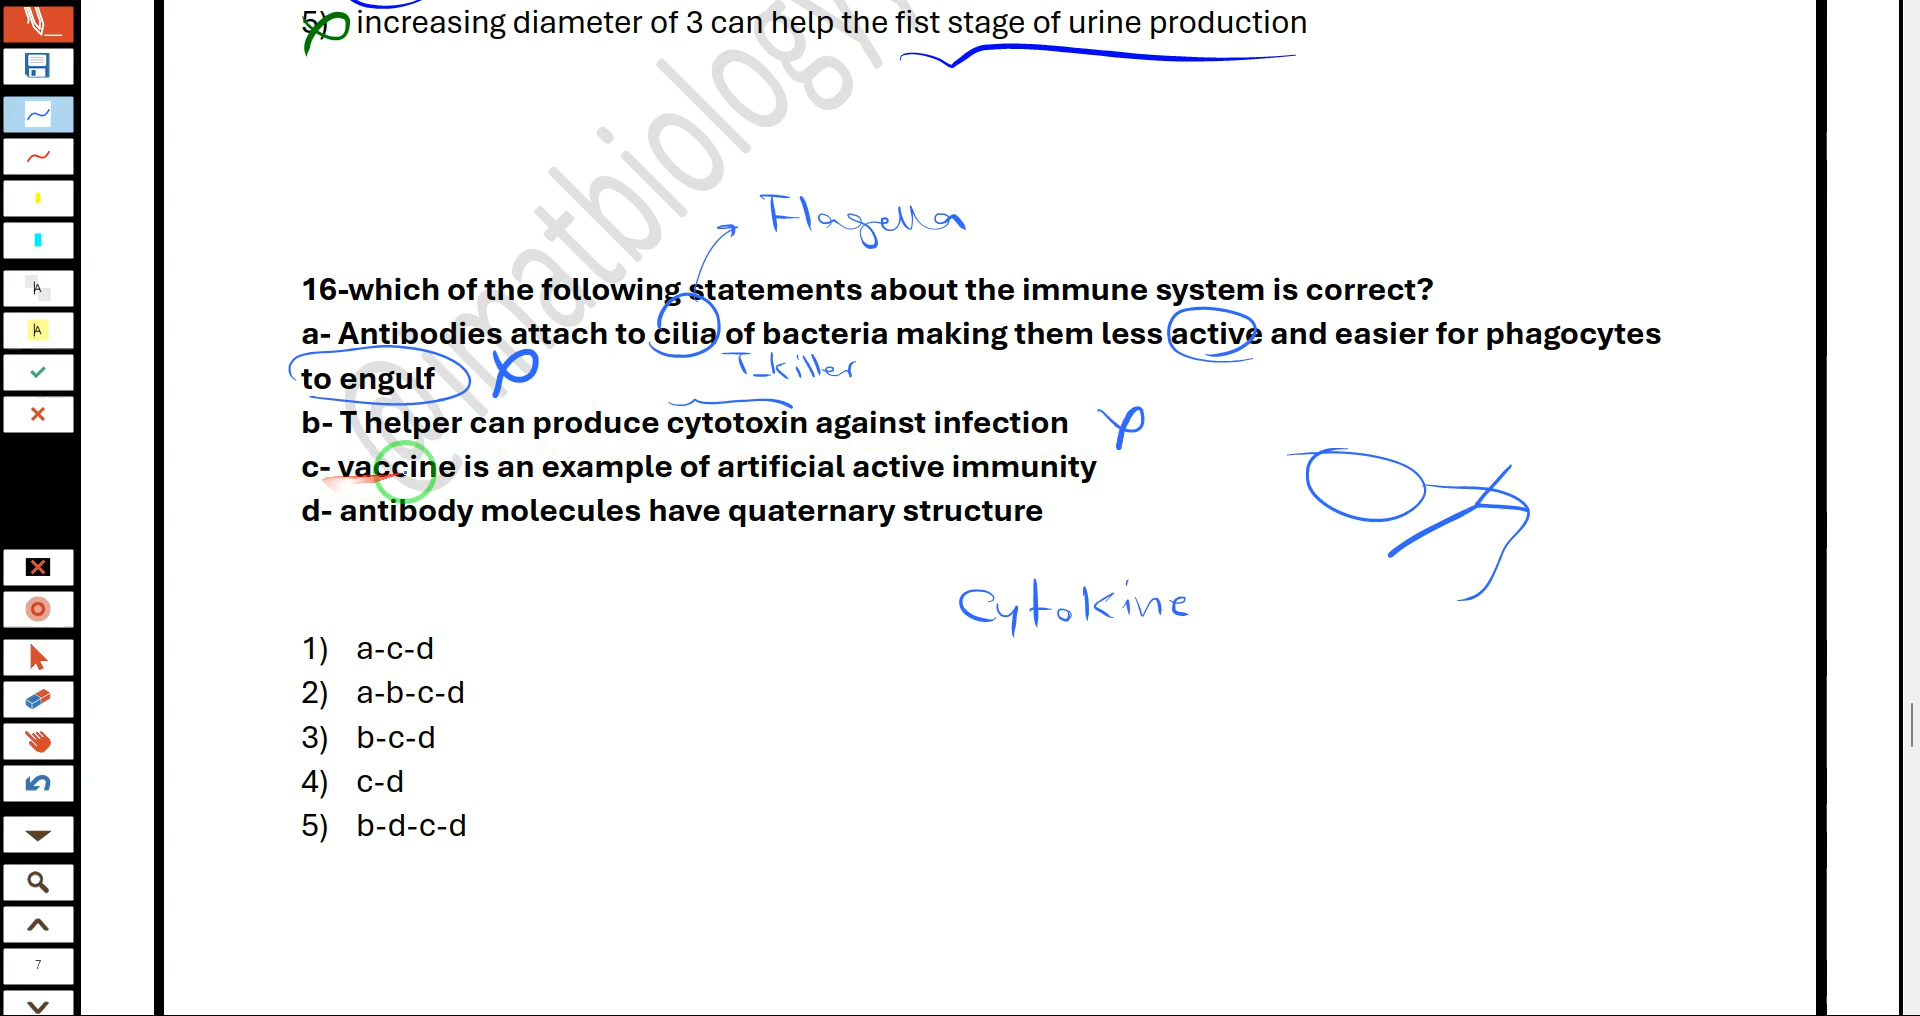 5) increasing diameter of 3 can help the fist stage of urine production
@imatbiology
Flagella
16-which of the following statements about the immune system is correct?
a- Antibodies attach to cilia of bacteria making them less active and easier for phagocytes
to engulf
T-killer
b- T helper can produce cytotoxin against infection
c- vaccine is an example of artificial active immunity
d- antibody molecules have quaternary structure
Cytokine
1) a-c-d
2) a-b-c-d
3) b-c-d
4) c-d
5) b-d-c-d
7